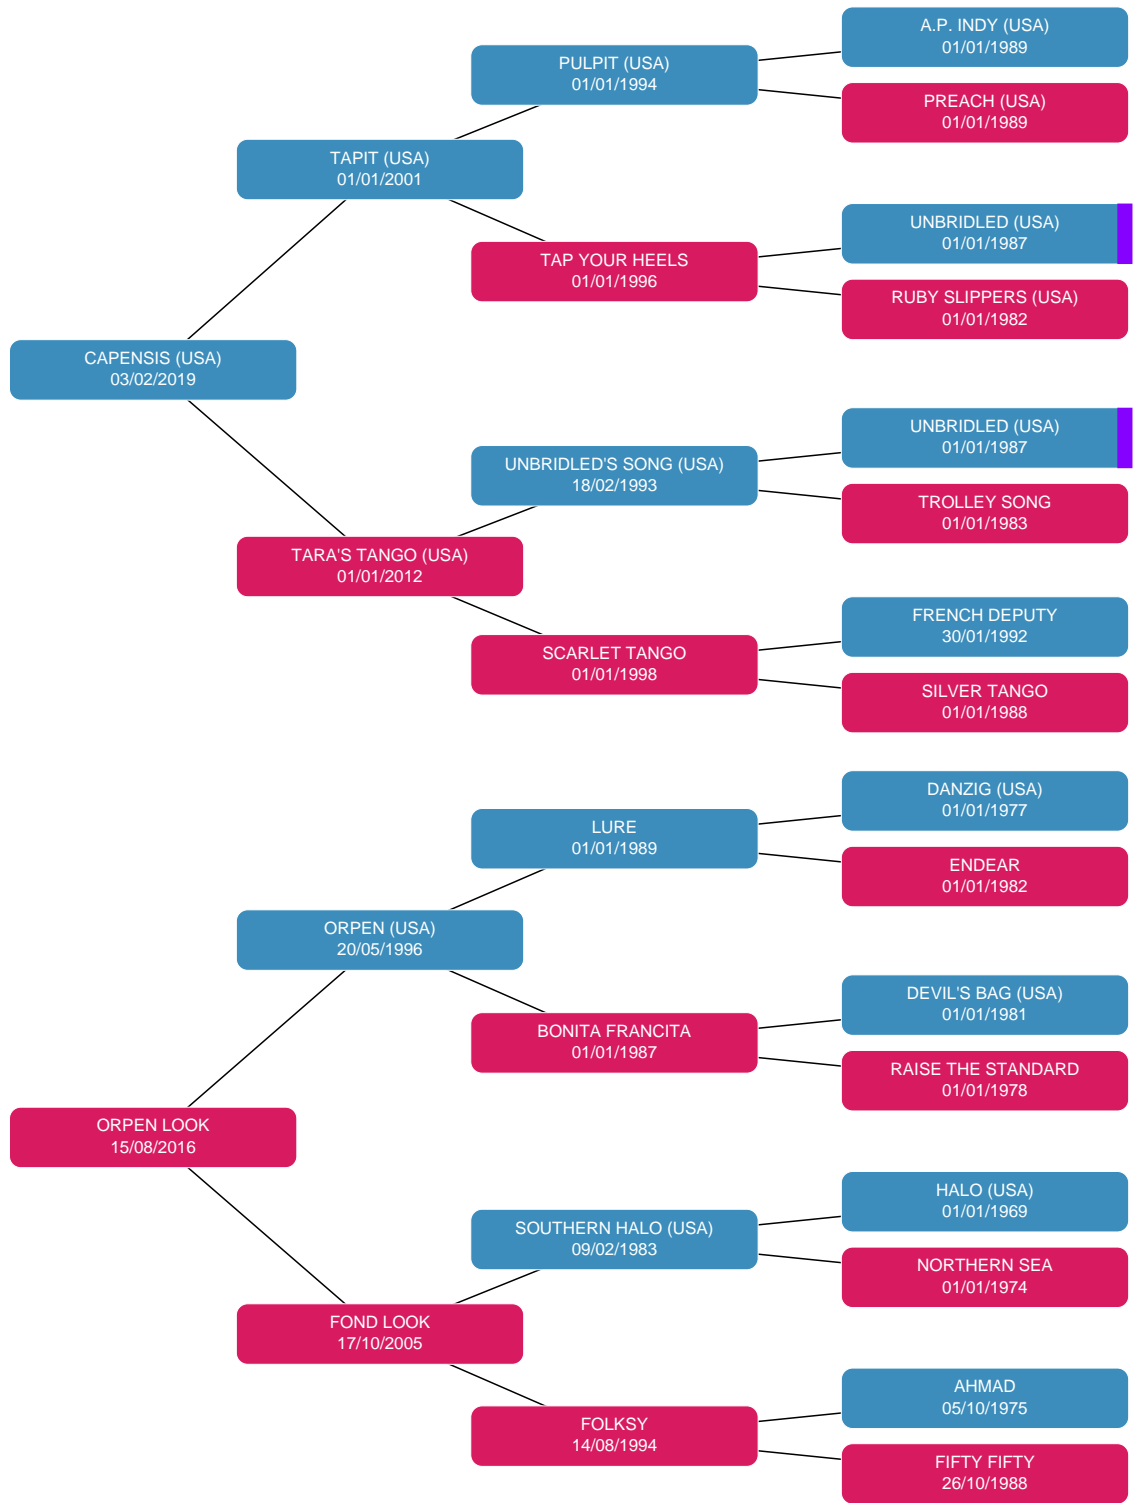 A.P. INDY (USA)
01/01/1989
PULPIT (USA)
01/01/1994
PREACH (USA)
01/01/1989
TAPIT (USA)
01/01/2001
UNBRIDLED (USA)
01/01/1987
TAP YOUR HEELS
01/01/1996
RUBY SLIPPERS (USA)
01/01/1982
CAPENSIS (USA)
03/02/2019
UNBRIDLED (USA)
01/01/1987
UNBRIDLED'S SONG (USA)
18/02/1993
TROLLEY SONG
01/01/1983
TARA'S TANGO (USA)
01/01/2012
FRENCH DEPUTY
30/01/1992
SCARLET TANGO
01/01/1998
SILVER TANGO
01/01/1988
DANZIG (USA)
01/01/1977
LURE
01/01/1989
ENDEAR
01/01/1982
ORPEN (USA)
20/05/1996
DEVIL'S BAG (USA)
01/01/1981
BONITA FRANCITA
01/01/1987
RAISE THE STANDARD
01/01/1978
ORPEN LOOK
15/08/2016
HALO (USA)
01/01/1969
SOUTHERN HALO (USA)
09/02/1983
NORTHERN SEA
01/01/1974
FOND LOOK
17/10/2005
AHMAD
05/10/1975
FOLKSY
14/08/1994
FIFTY FIFTY
26/10/1988